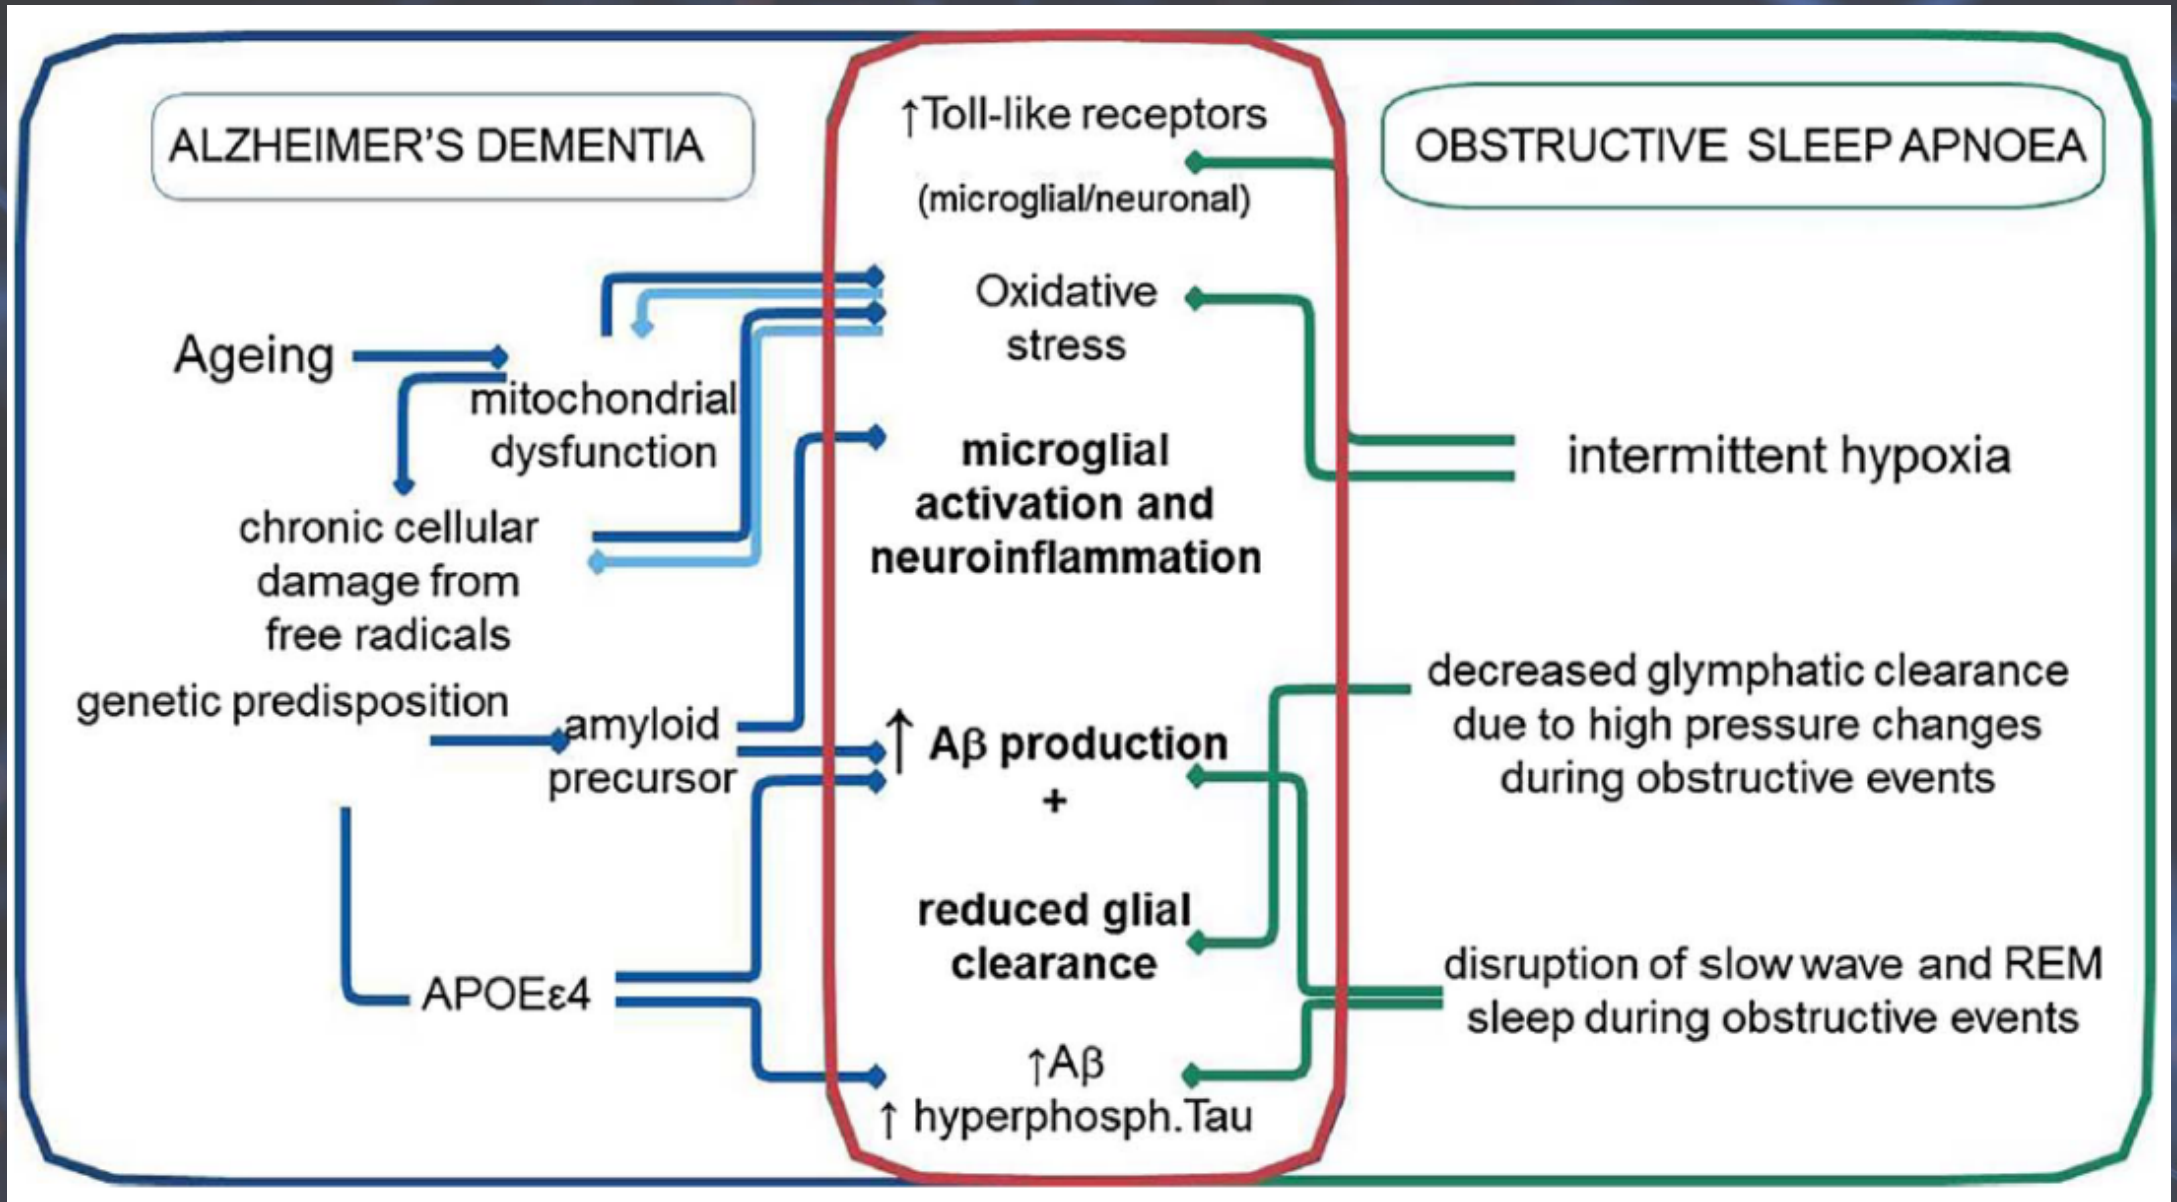 ALZHEIMER'S DEMENTIA
Ageing
mitochondrial
dysfunction
chronic cellular
damage from
free radicals
genetic predisposition
amyloid
precursor
APOEε4
↑Toll-like receptors
(microglial/neuronal)
Oxidative
stress
microglial
activation and
neuroinflammation
↑ Aβ production
+
reduced glial
clearance
↑Aβ
↑ hyperphosph.Tau
OBSTRUCTIVE SLEEP APNOEA
intermittent hypoxia
decreased glymphatic clearance
due to high pressure changes
during obstructive events
disruption of slow wave and REM
sleep during obstructive events